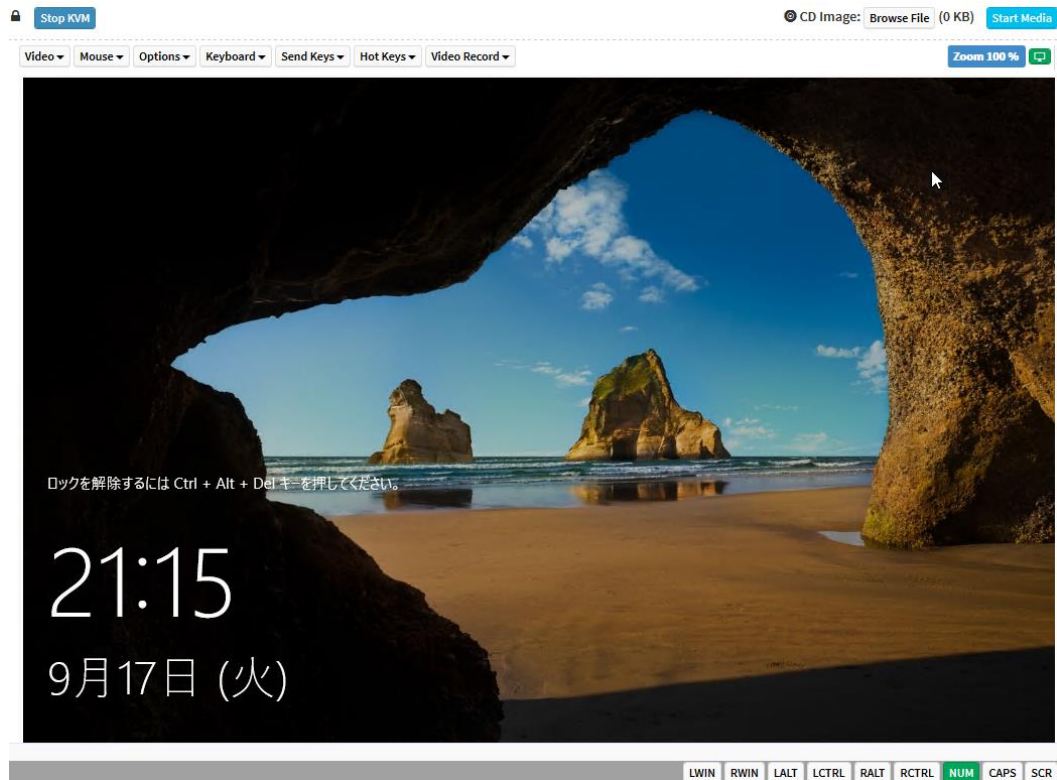 Stop KVM
CD Image: Browse File (0 KB) Start Media
Video Mouse Options Keyboard Send Keys Hot Keys Video Record Zoom 100 %
ロックを解除するには Ctrl + Alt + Del キーを押してください。
21:15
9月17日 (火)
LWIN RWIN LALT LCTRL RALT RCTRL NUM CAPS SCR